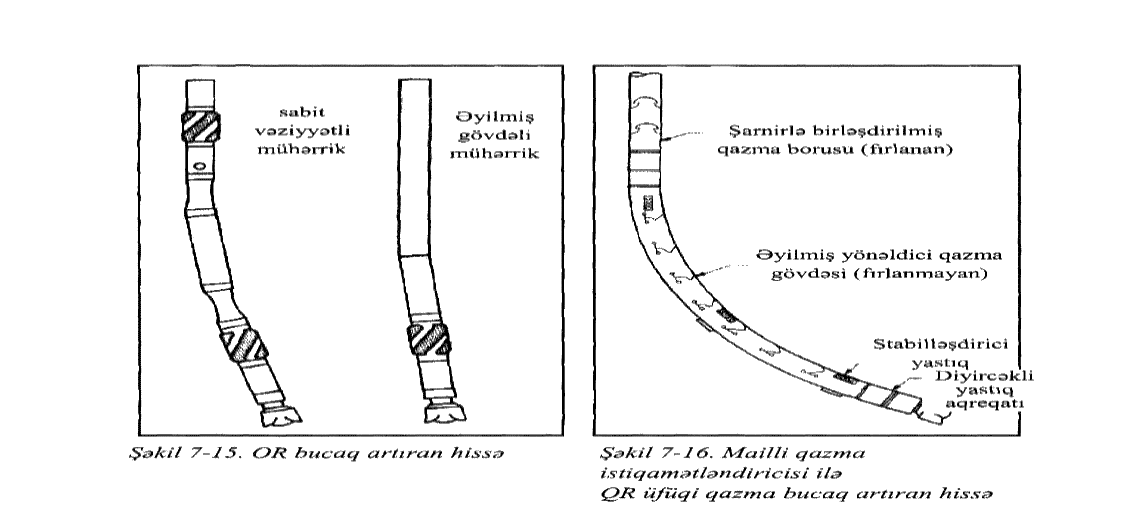 sabit
vəziyyətli
mühərrik
Əyilmiş
gövdəli
mühərrik
Şəkil 7-15. OR bucaq artıran hissə
Şarnirlə birləşdirilmiş
qazma borusu (fırlanan)
Əyilmiş yönəldici qazma
gövdəsi (fırlanmayan)
Stabilləşdirici
yastıq
Diyircəkli
yastıq
aqreqatı
Şəkil 7-16. Mailli qazma
istiqamətləndiricisi ilə
QR üfüqi qazma bucaq artıran hissə